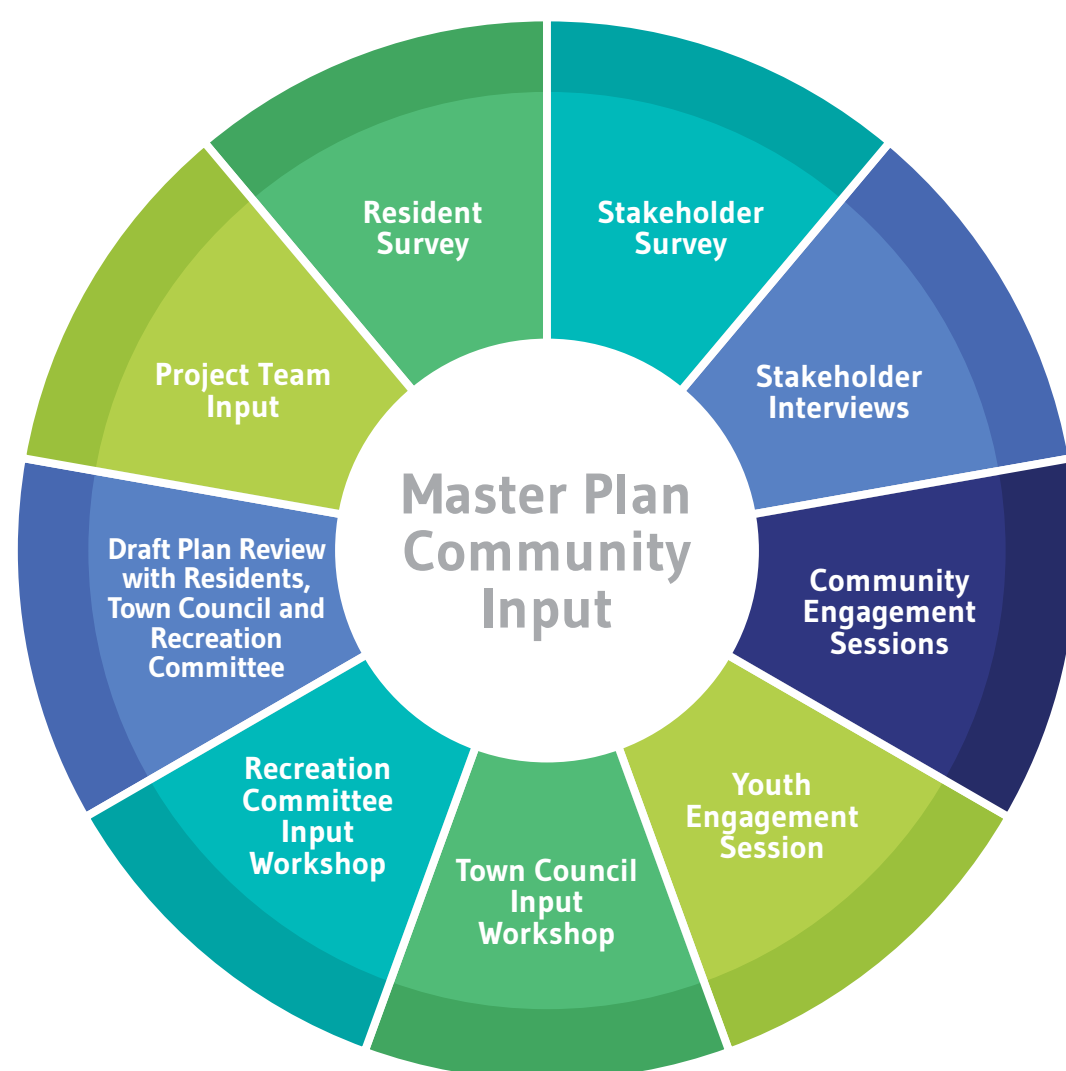 Master Plan
Community
Input
Stakeholder
Survey
Stakeholder
Interviews
Community
Engagement
Sessions
Youth
Engagement
Session
Town Council
Input
Workshop
Recreation
Committee
Input
Workshop
Draft Plan Review
with Residents,
Town Council and
Recreation
Committee
Project Team
Input
Resident
Survey